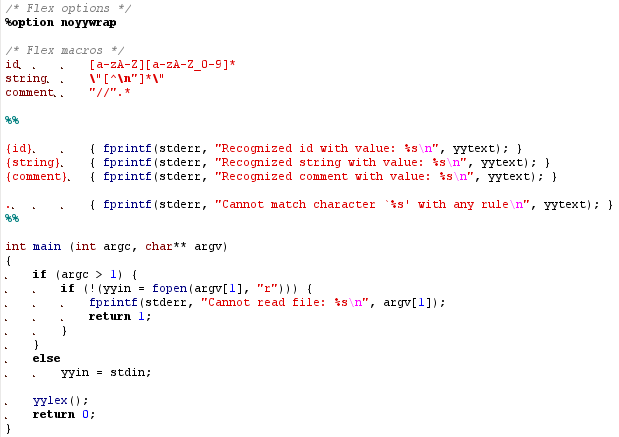 /* Flex options */
%option noyywrap
/* Flex macros */
id [a-zA-Z][a-zA-Z_0-9]*
string \"[^\n"]*\"
comment "//".*
%%
{id} { fprintf(stderr, "Recognized id with value: %s\n", yytext); }
{string} { fprintf(stderr, "Recognized string with value: %s\n", yytext); }
{comment} { fprintf(stderr, "Recognized comment with value: %s\n", yytext); }
. { fprintf(stderr, "Cannot match character `%s' with any rule\n", yytext); }
%%
int main (int argc, char** argv)
{
if (argc > 1) {
if (!(yyin = fopen(argv[1], "r"))) {
fprintf(stderr, "Cannot read file: %s\n", argv[1]);
return 1;
}
}
else
yyin = stdin;
yylex();
return 0;
}